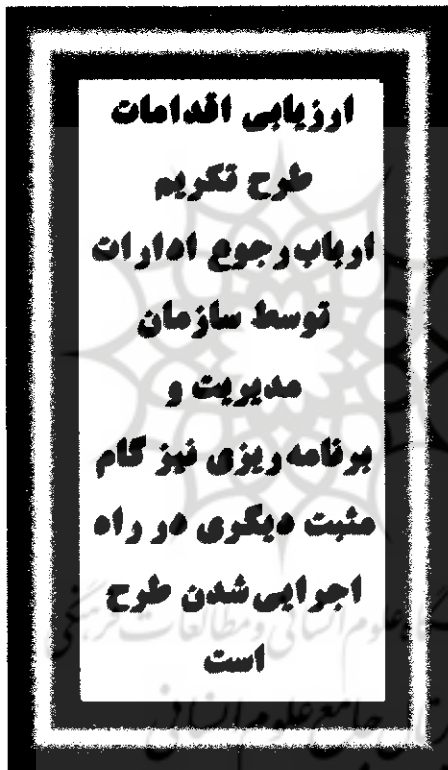 ارزیابی اقدامات
طرح تکریم
ارباب‌رجوع ادارات
توسط سازمان
مدیریت و
برنامه‌ریزی نیز گام
مثبت دیگری در راه
اجرایی‌شدن طرح
است